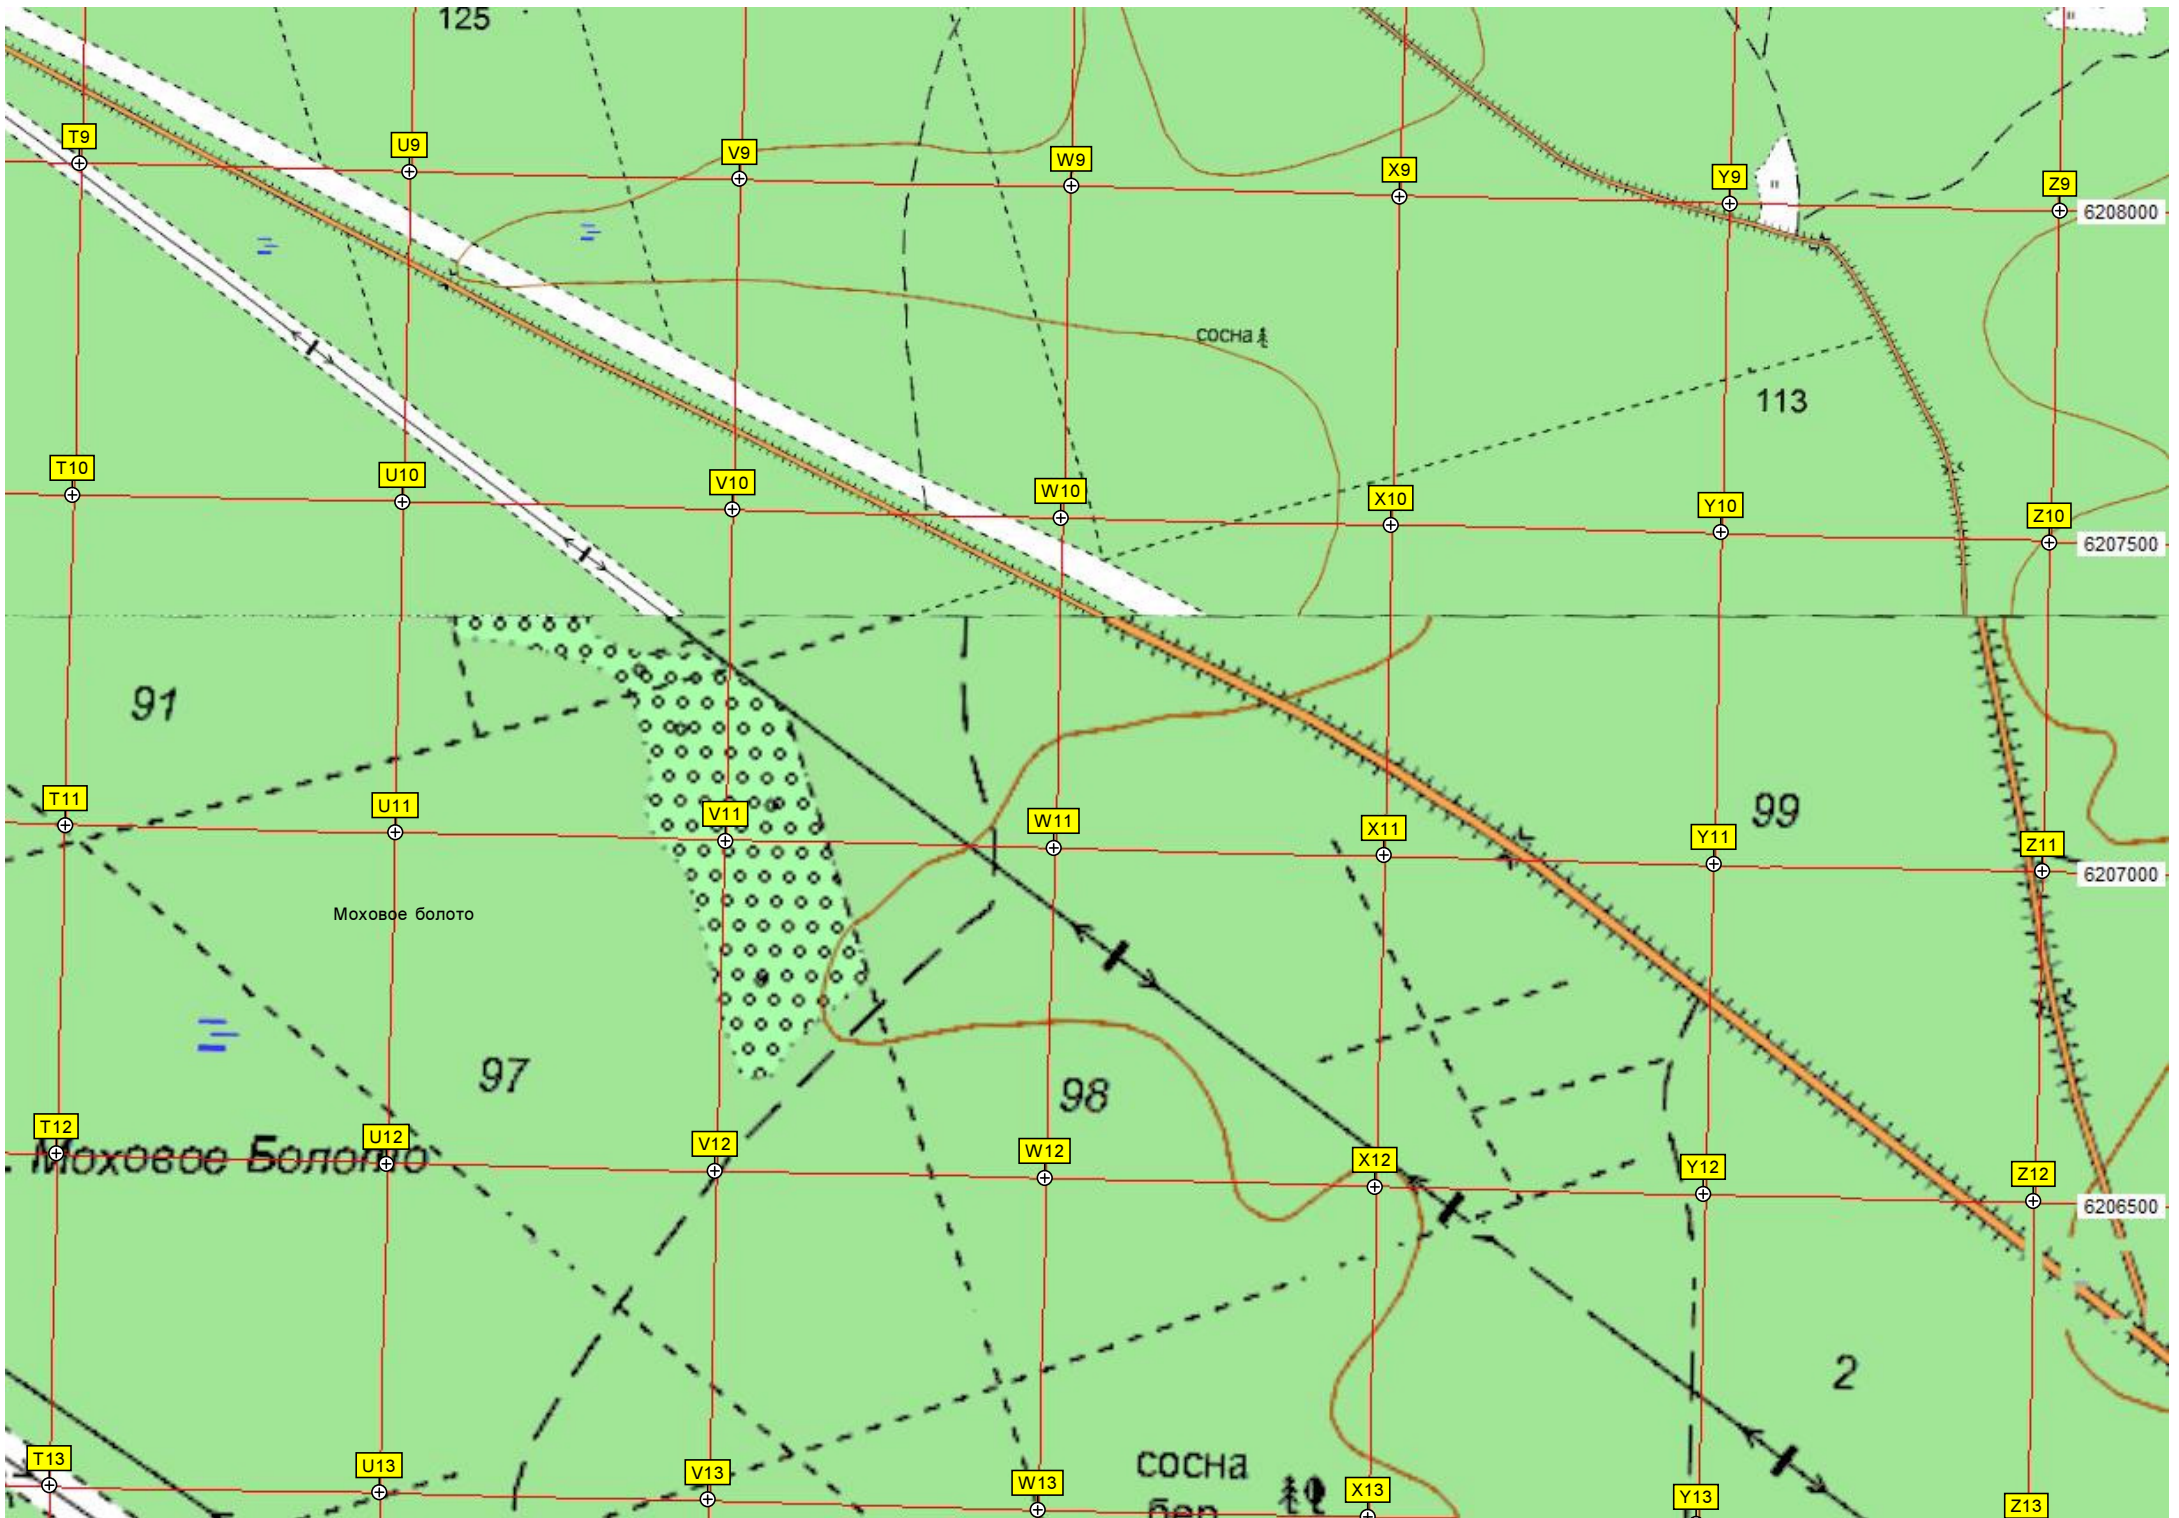 125
T9
U9
V9
W9
X9
Y9
Z9
6208000
сосна
113
T10
U10
V10
W10
X10
Y10
Z10
6207500
91
99
T11
U11
V11
W11
X11
Y11
Z11
6207000
Моховое болото
97
98
T12
U12
V12
W12
X12
Y12
Z12
Моховое Болото
6206500
2
T13
U13
V13
W13
X13
Y13
Z13
сосна
бер